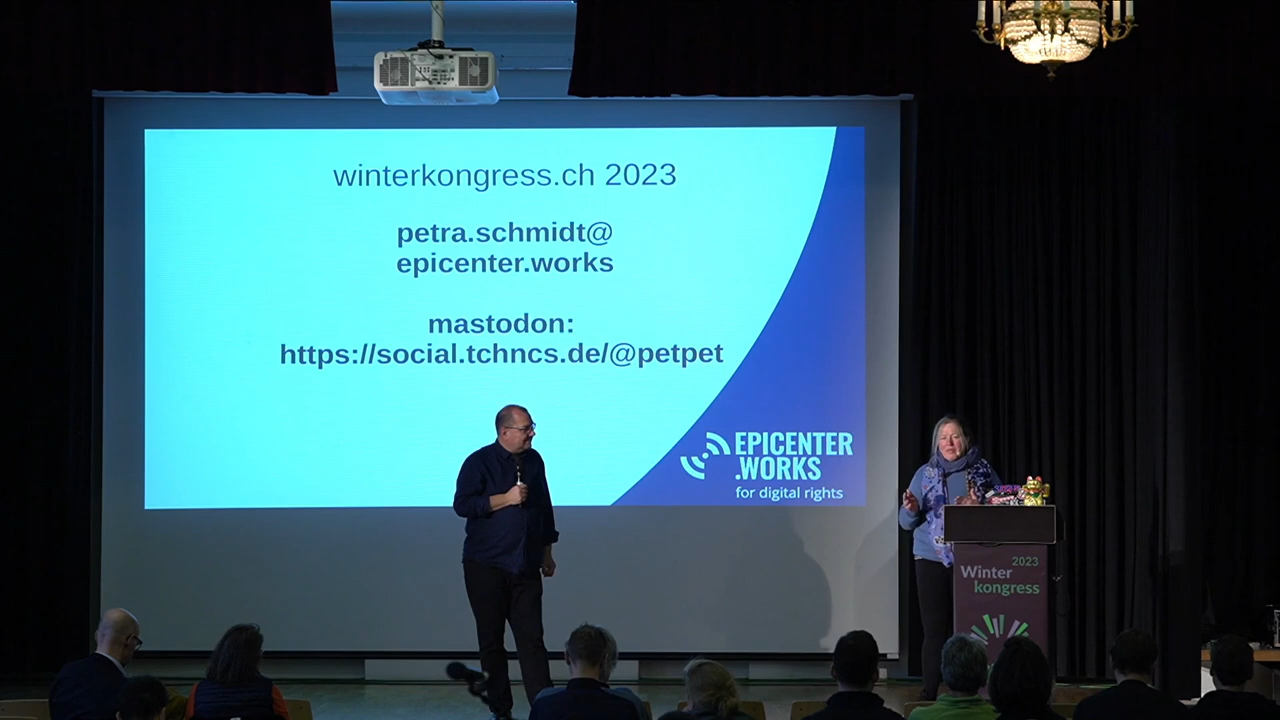 winterkongress.ch 2023
petra.schmidt@
epicenter.works
mastodon:
https://social.tchncs.de/@petpet
EPICENTER
.WORKS
for digital rights
2023
Winter
kongress